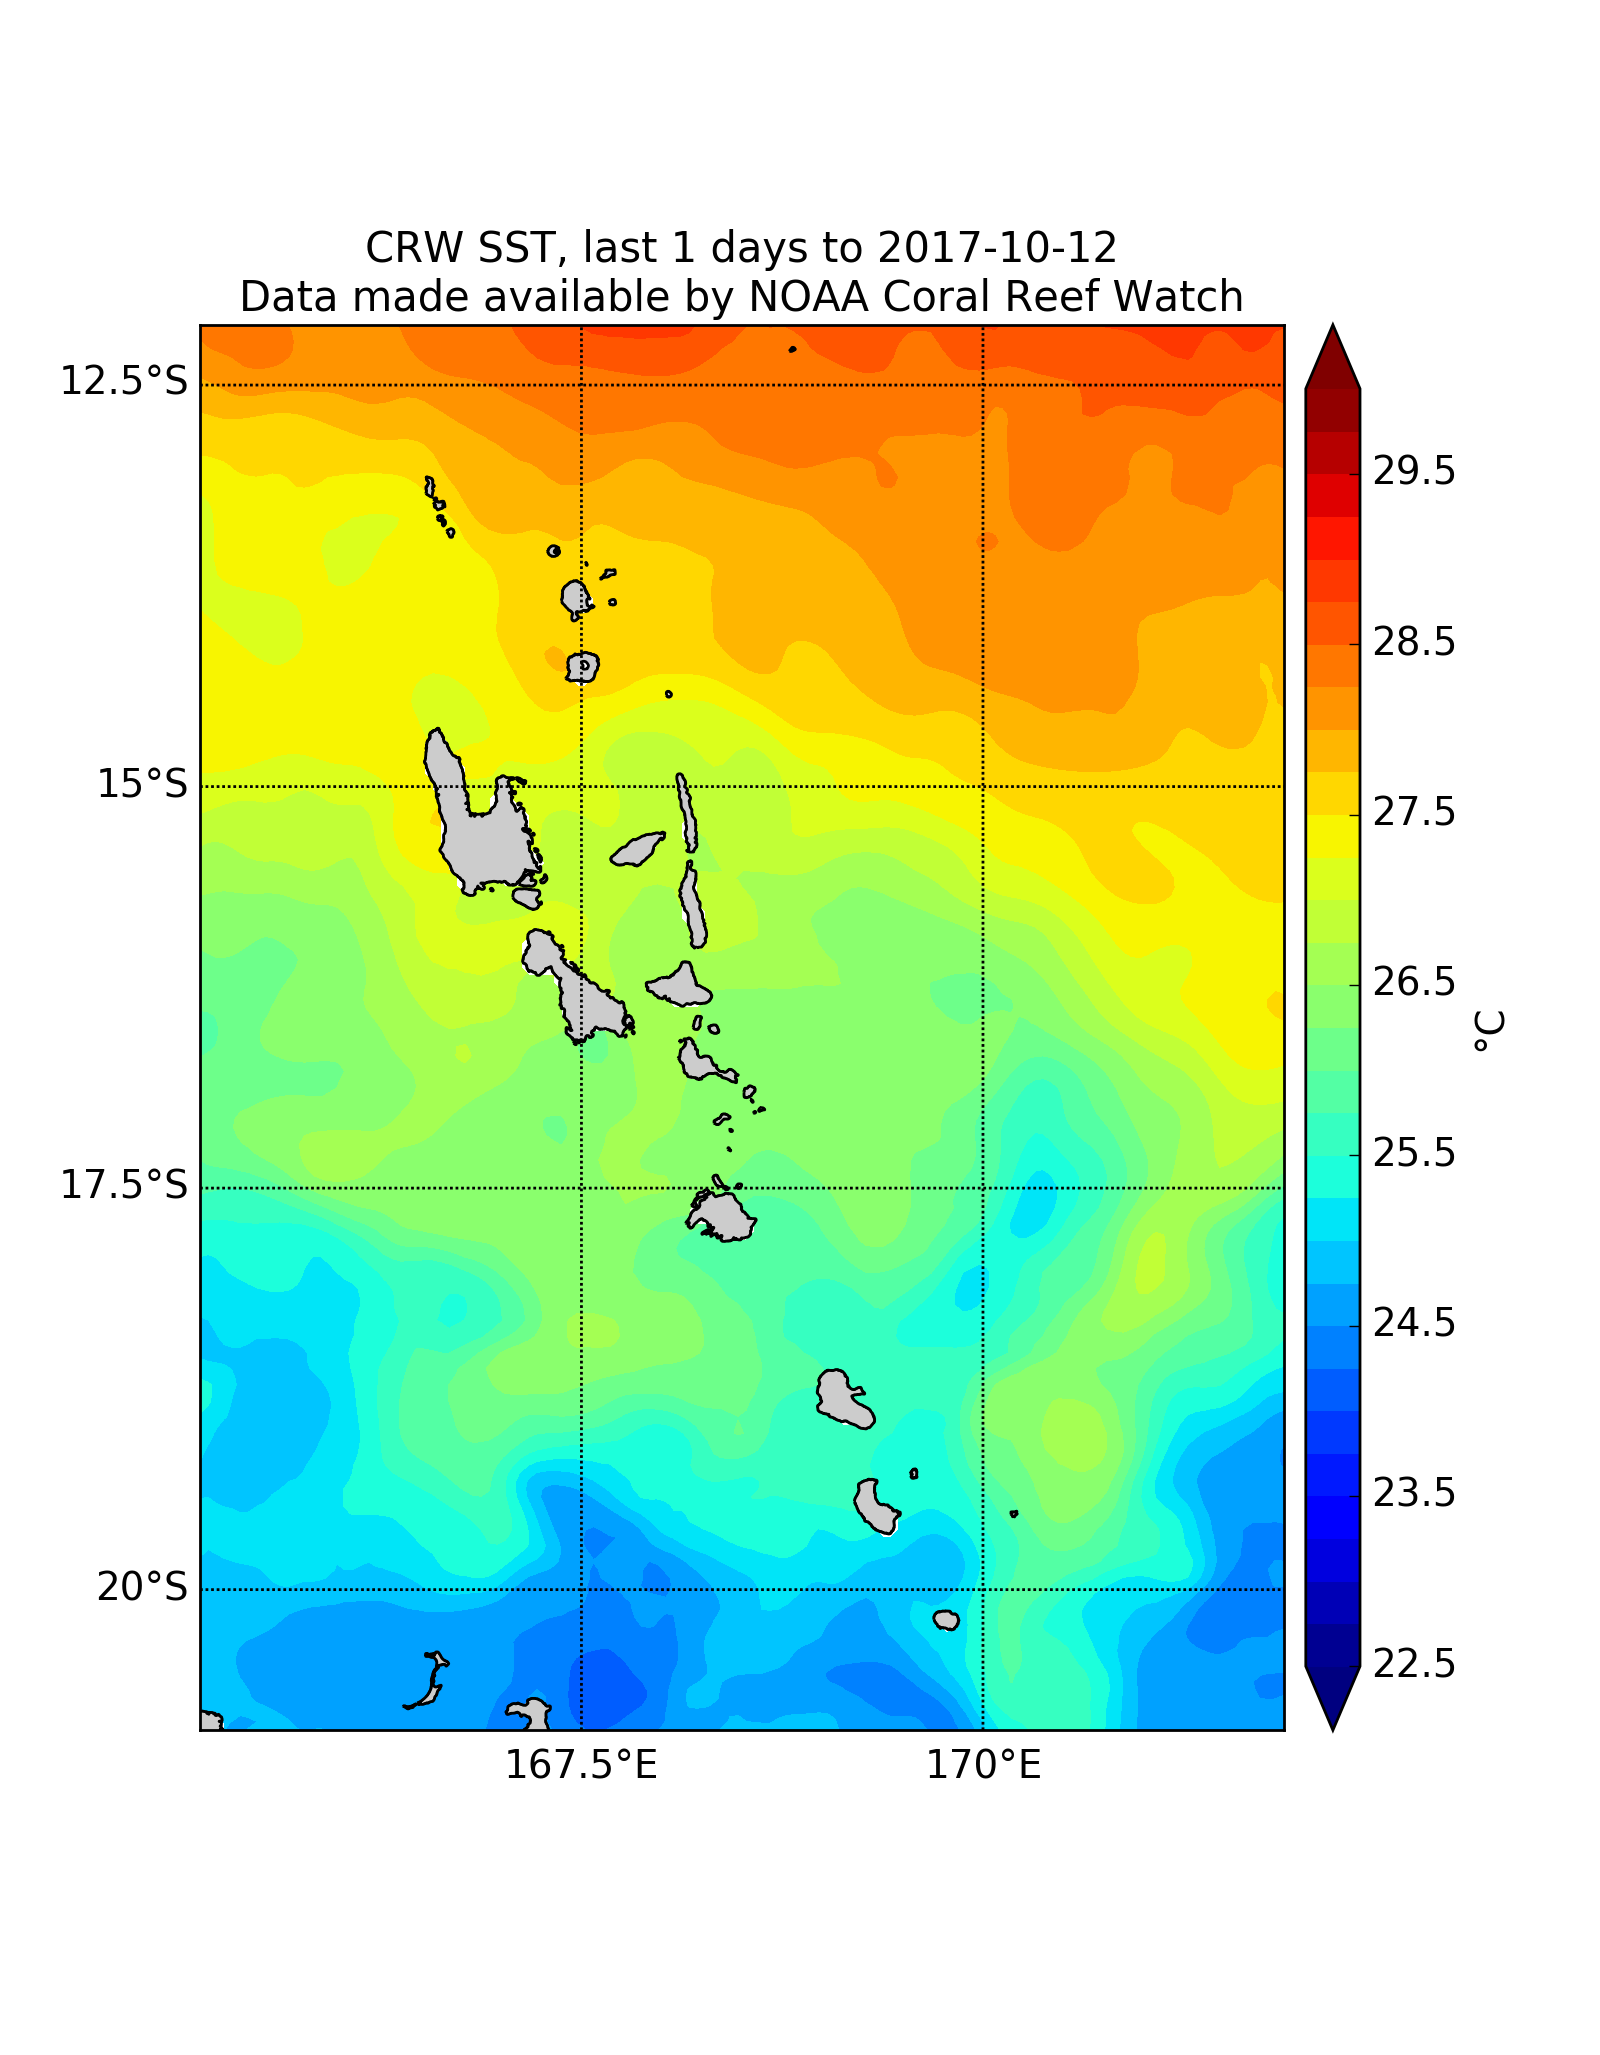 CRW SST, last 1 days to 2017-10-12
Data made available by NOAA Coral Reef Watch
12.5°S
15°S
17.5°S
20°S
167.5°E
170°E
29.5
28.5
27.5
26.5
25.5
24.5
23.5
22.5
°C